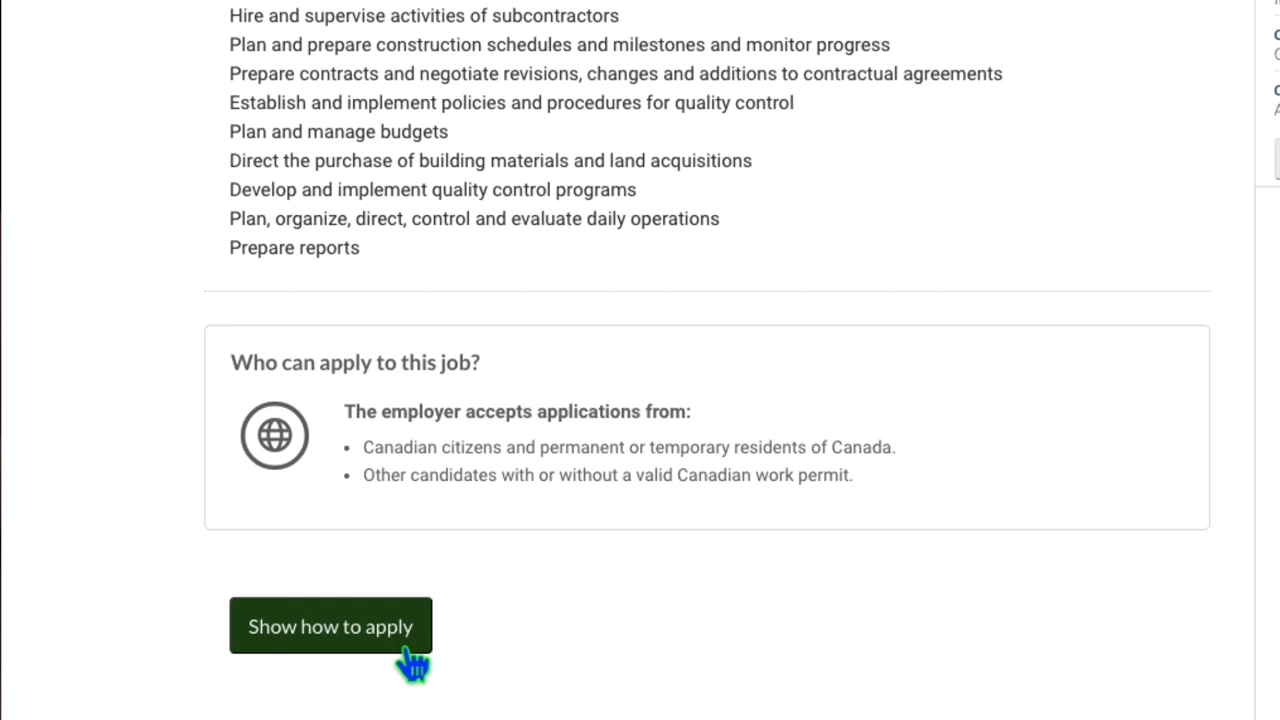 Hire and supervise activities of subcontractors
Plan and prepare construction schedules and milestones and monitor progress
Prepare contracts and negotiate revisions, changes and additions to contractual agreements
Establish and implement policies and procedures for quality control
Plan and manage budgets
Direct the purchase of building materials and land acquisitions
Develop and implement quality control programs
Plan, organize, direct, control and evaluate daily operations
Prepare reports
Who can apply to this job?
The employer accepts applications from:
• Canadian citizens and permanent or temporary residents of Canada.
• Other candidates with or without a valid Canadian work permit.
Show how to apply